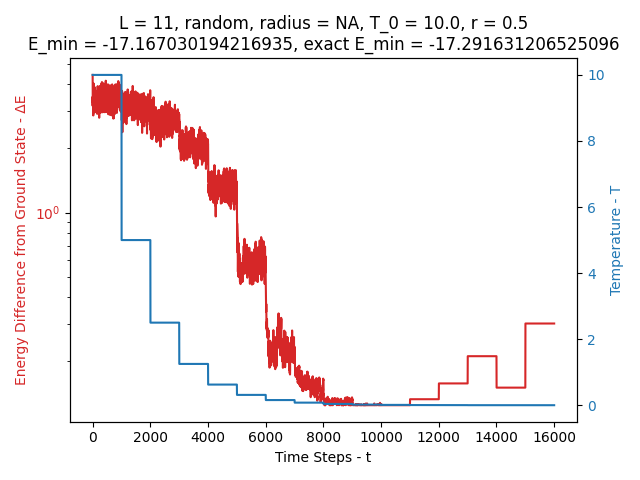 L = 11, random, radius = NA, T_0 = 10.0, r = 0.5
E_min = -17.167030194216935, exact E_min = -17.291631206525096
Energy Difference from Ground State - ΔE
10⁰
Temperature - T
10
8
6
4
2
0
0 2000 4000 6000 8000 10000 12000 14000 16000
Time Steps - t